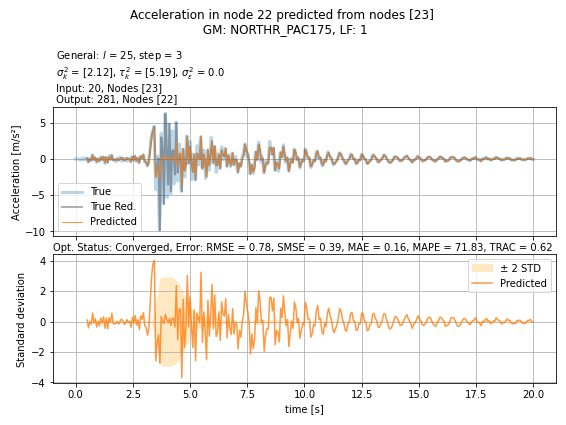 Acceleration in node 22 predicted from nodes [23]
GM: NORTHR_PAC175, LF: 1
General: l = 25, step = 3
σ²ₖ = [2.12], τ²ₖ = [5.19], σ²ε = 0.0
Input: 20, Nodes [23]
Output: 281, Nodes [22]
Acceleration [m/s²]
5
0
−5
−10
True
True Red.
Predicted
Opt. Status: Converged, Error: RMSE = 0.78, SMSE = 0.39, MAE = 0.16, MAPE = 71.83, TRAC = 0.62
Standard deviation
4
2
0
−2
−4
± 2 STD
Predicted
0.0 2.5 5.0 7.5 10.0 12.5 15.0 17.5 20.0
time [s]